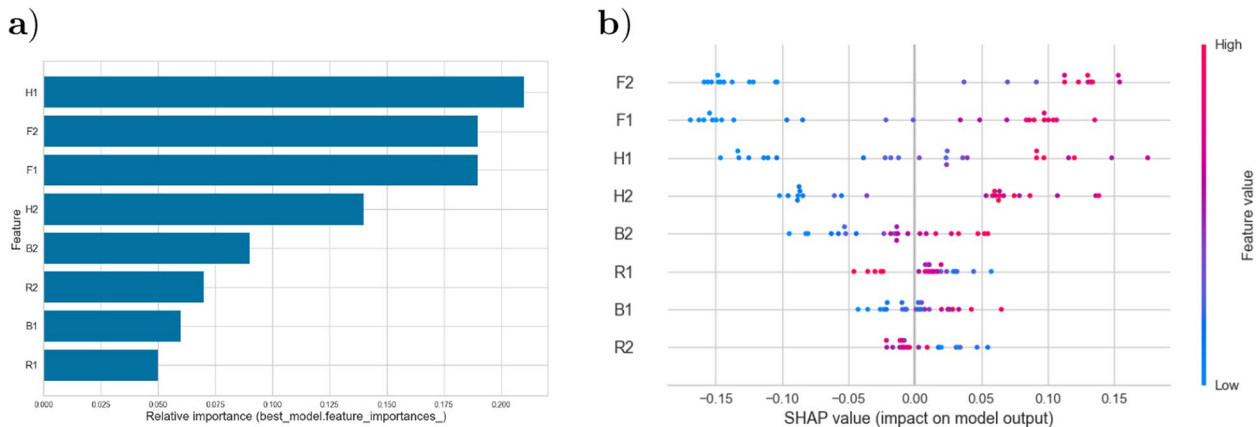 a)
H1
F2
F1
H2
B2
R2
B1
R1
Feature
0.000 0.025 0.050 0.075 0.100 0.125 0.150 0.175 0.200
Relative importance (best_model.feature_importances_)
b)
F2
F1
H1
H2
B2
R1
B1
R2
−0.15 −0.10 −0.05 0.00 0.05 0.10 0.15
SHAP value (impact on model output)
High
Feature value
Low